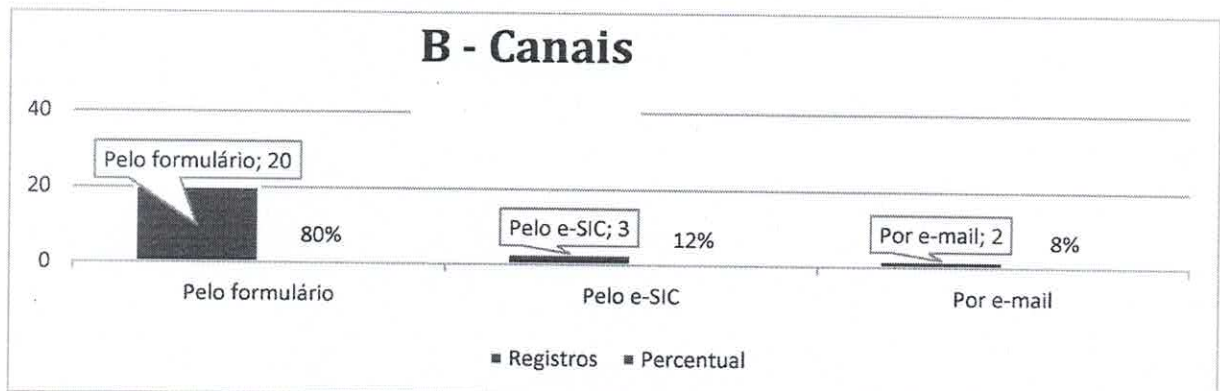 B - Canais
40
Pelo formulário; 20
20
80%
Pelo e-SIC; 3
12%
Por e-mail; 2
8%
0
Pelo formulário
Pelo e-SIC
Por e-mail
■ Registros ■ Percentual